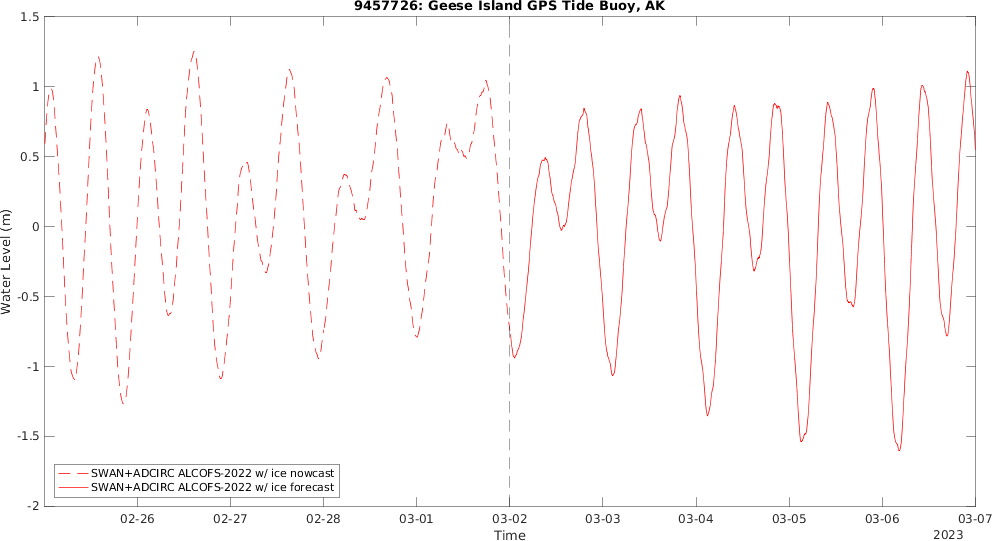 9457726: Geese Island GPS Tide Buoy, AK
1.5
1
0.5
0
-0.5
-1
-1.5
-2
Water Level (m)
SWAN+ADCIRC ALCOFS-2022 w/ ice nowcast
SWAN+ADCIRC ALCOFS-2022 w/ ice forecast
02-26 02-27 02-28 03-01 03-02 03-03 03-04 03-05 03-06 03-07
Time
2023